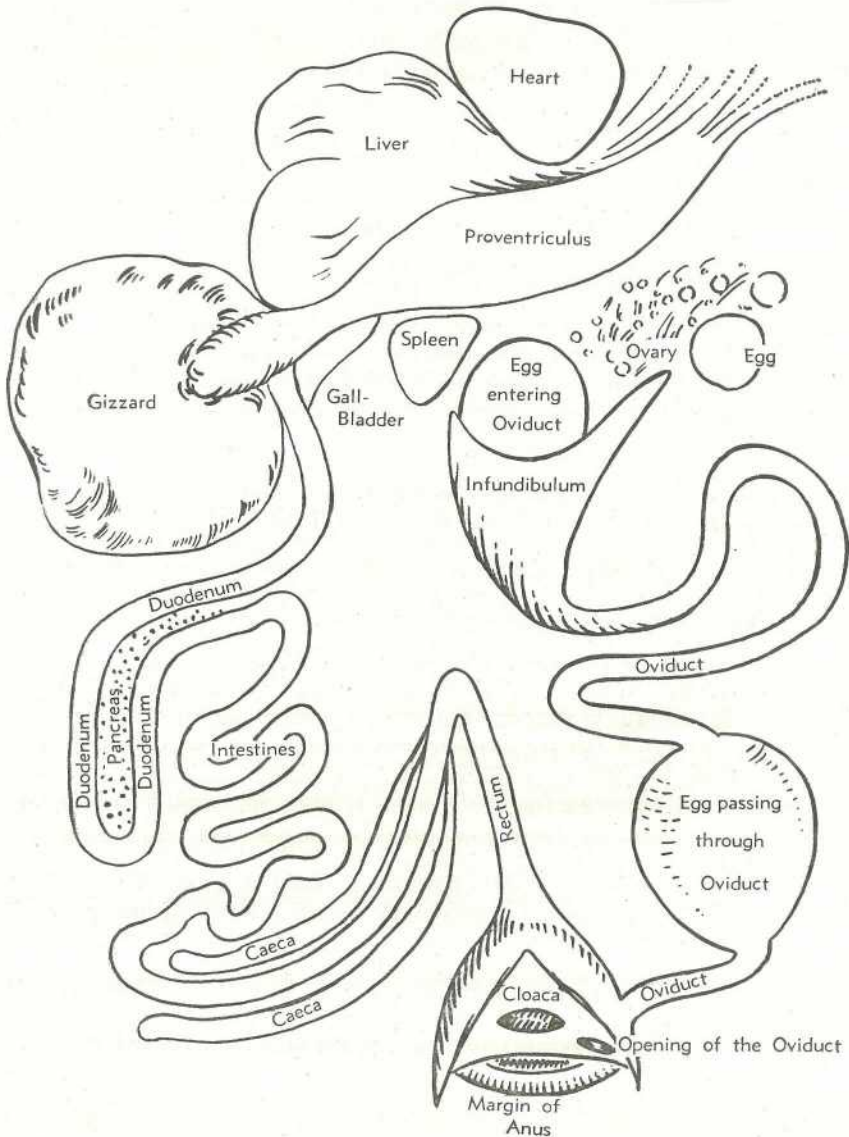 Heart
Liver
Proventriculus
Spleen
Ovary
Egg
Egg
entering
Oviduct
Gizzard
Gall-
Bladder
Infundibulum
Duodenum
Oviduct
Duodenum
Pancreas
Duodenum
Intestines
Rectum
Egg passing
through
Oviduct
Caeca
Caeca
Cloaca
Oviduct
Opening of the Oviduct
Margin of
Anus